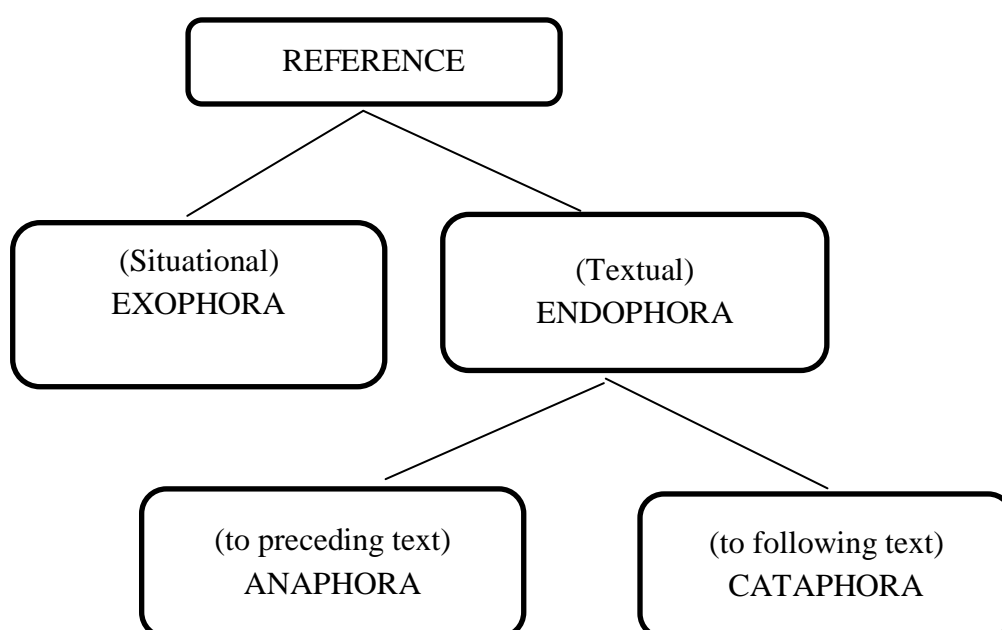 REFERENCE
(Situational)
EXOPHORA
(Textual)
ENDOPHORA
(to preceding text)
ANAPHORA
(to following text)
CATAPHORA